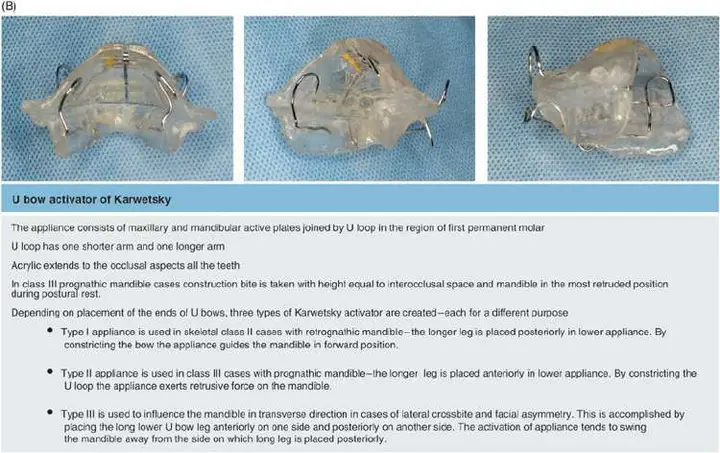 (B)
U bow activator of Karwetsky
The appliance consists of maxillary and mandibular active plates joined by U loop in the region of first permanent molar
U loop has one shorter arm and one longer arm
Acrylic extends to the occlusal aspects all the teeth
In class III prognathic mandible cases construction bite is taken with height equal to interocclusal space and mandible in the most retruded position
during postural rest.
Depending on placement of the ends of U bows, three types of Karwetsky activator are created—each for a different purpose
• Type I appliance is used in skeletal class II cases with retrognathic mandible—the longer leg is placed posteriorly in lower appliance. By
constricting the bow the appliance guides the mandible in forward position.
• Type II appliance is used in class III cases with prognathic mandible—the longer leg is placed anteriorly in lower appliance. By constricting the
U loop the appliance exerts retrusive force on the mandible.
• Type III is used to influence the mandible in transverse direction in cases of lateral crossbite and facial asymmetry. This is accomplished by
placing the long lower U bow leg anteriorly on one side and posteriorly on another side. The activation of appliance tends to swing
the mandible away from the side on which long leg is placed posteriorly.